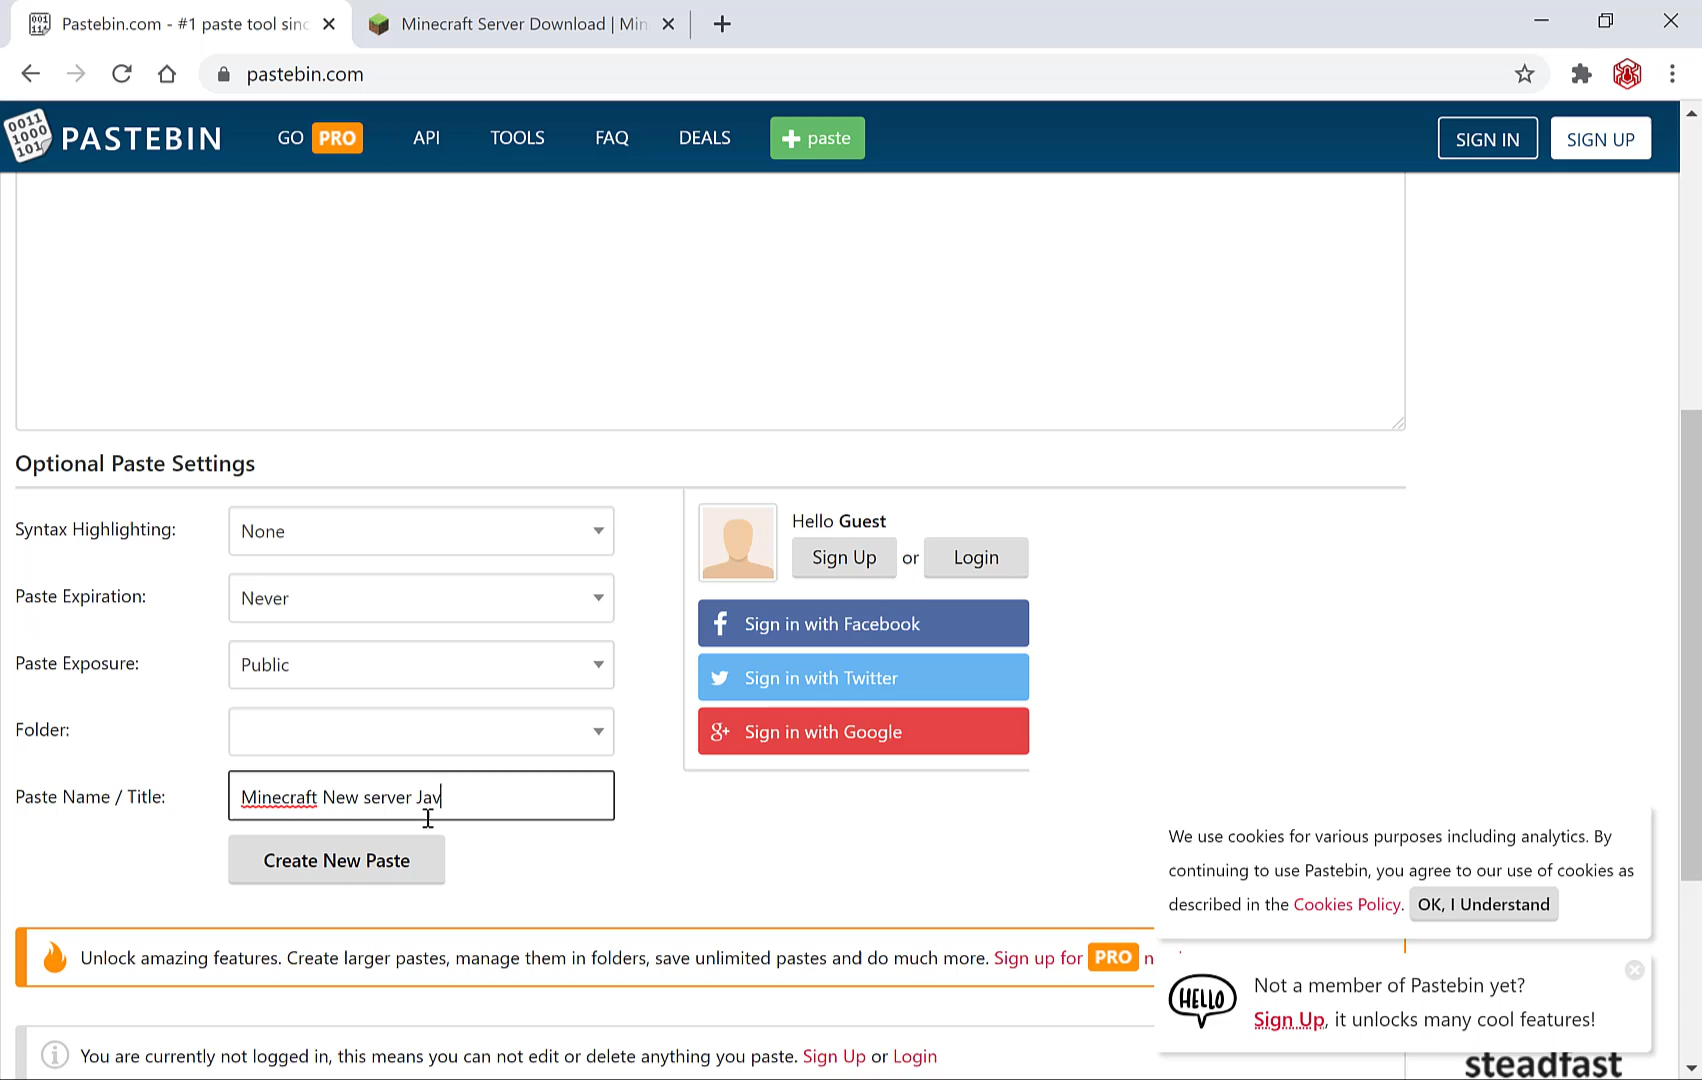 Pastebin.com - #1 paste tool sinc
Minecraft Server Download | Min
pastebin.com
0011
1000
101
PASTEBIN
GO PRO
API
TOOLS
FAQ
DEALS
paste
SIGN IN
SIGN UP
Optional Paste Settings
Syntax Highlighting:
None
Paste Expiration:
Never
Paste Exposure:
Public
Folder:
Paste Name / Title:
Minecraft New server Jav
Create New Paste
Hello Guest
Sign Up or Login
Sign in with Facebook
Sign in with Twitter
Sign in with Google
We use cookies for various purposes including analytics. By
continuing to use Pastebin, you agree to our use of cookies as
described in the Cookies Policy. OK, I Understand
Unlock amazing features. Create larger pastes, manage them in folders, save unlimited pastes and do much more. Sign up for PRO n
HELLO
Not a member of Pastebin yet?
Sign Up, it unlocks many cool features!
You are currently not logged in, this means you can not edit or delete anything you paste. Sign Up or Login
steadfast